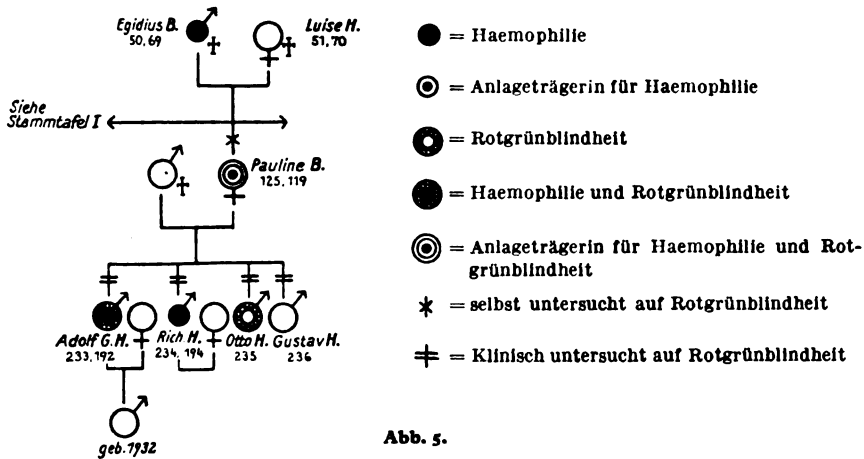 Egidius B.
50,69
Luise H.
51,70
Siehe
Stammtafel I
Pauline B.
125, 119
Adolf G.H.
233,192
Rich H.
234, 194
Otto H.
235
Gustav H.
236
geb. 1932
= Haemophilie
= Anlageträgerin für Haemophilie
= Rotgrünblindheit
= Haemophilie und Rotgrünblindheit
= Anlageträgerin für Haemophilie und Rot-
grünblindheit
= selbst untersucht auf Rotgrünblindheit
= Klinisch untersucht auf Rotgrünblindheit
Abb. 5.